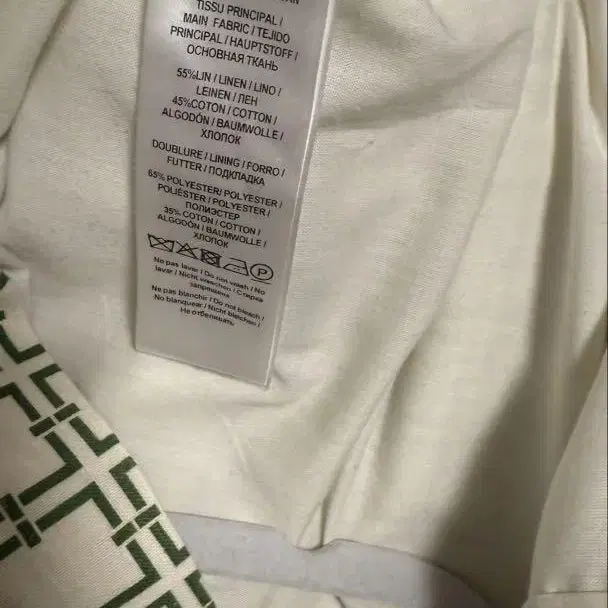 TISSU PRINCIPAL /
MAIN FABRIC / TEJIDO
PRINCIPAL / HAUPTSTOFF /
ОСНОВНАЯ ТКАНЬ
55%LIN / LINEN / LINO /
LEINEN / ЛЕН
45%COTON / COTTON /
ALGODÓN / BAUMWOLLE /
ХЛОПОК
DOUBLURE / LINING / FORRO /
FUTTER / ПОДКЛАДКА
65% POLYESTER/ POLYESTER /
POLIÉSTER / POLYESTER /
ПОЛИЭСТЕР
35% COTON / COTTON /
ALGODÓN / BAUMWOLLE /
ХЛОПОК
P
Ne pas laver / Do not wash / No
lavar / Nicht waschen / Стирка
запрещена
Ne pas blanchir / Do not bleach /
No blanquear / Nicht bleichen /
Не отбеливать